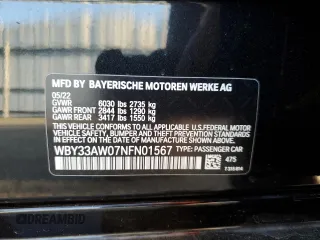 MFD BY BAYERISCHE MOTOREN WERKE AG
05/22
GVWR 6030 lbs 2735 kg
GAWR FRONT 2844 lbs 1290 kg
GAWR REAR 3417 lbs 1550 kg
THIS VEHICLE CONFORMS TO ALL APPLICABLE
FEDERAL MOTOR VEHICLE SAFETY, BUMPER AND THEFT
PREVENTION STANDARDS IN EFFECT ON THE
DATE OF MANUFACTURE SHOWN ABOVE
WBY33AW07NFN01567 PASSENGER CAR
475